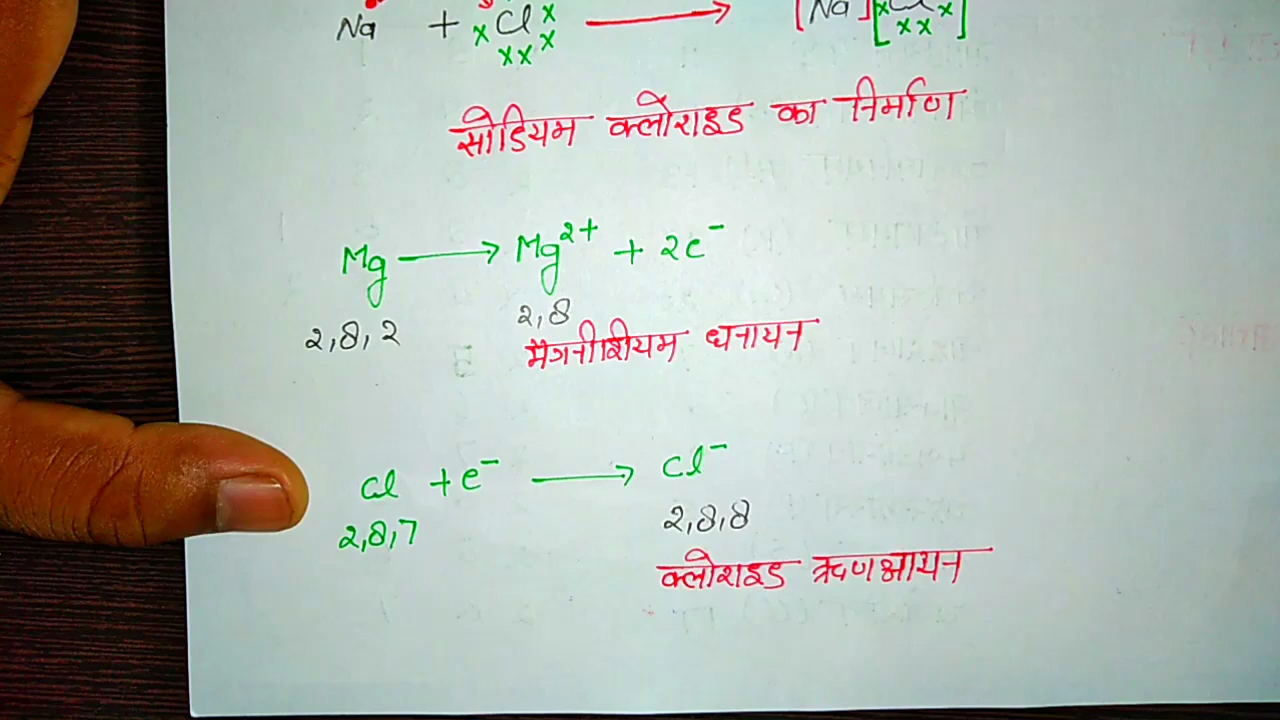 Na + Cl → [Na][Cl]
सोडियम क्लोराइड का निर्माण
Mg → Mg²⁺ + 2e⁻
2,8,2 2,8
मैगनीशियम धनायन
Cl + e⁻ → Cl⁻
2,8,7 2,8,8
क्लोराइड ऋणआयन